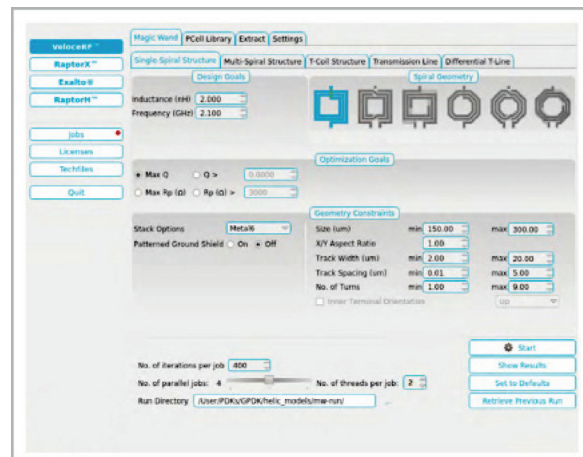 VeloceRF™
RaptorX™
Exalto®
RaptorH™
Jobs
Licenses
Techfiles
Quit
Magic Wand PCell Library Extract Settings
Single-Spiral Structure Multi-Spiral Structure T-Coil Structure Transmission Line Differential T-Line
Design Goals
Inductance (nH) 2.000
Frequency (GHz) 2.100
Spiral Geometry
Optimization Goals
Max Q Q > 0.0000
Max Rp (Ω) Rp (Ω) > 3000
Stack Options Metal6
Patterned Ground Shield On Off
Geometry Constraints
Size (um) min 150.00 max 300.00
X/Y Aspect Ratio 1.00
Track Width (um) min 2.00 max 20.00
Track Spacing (um) min 0.01 max 5.00
No. of Turns min 1.00 max 9.00
Inner Terminal Orientation Up
No. of iterations per job 400
No. of parallel jobs: 4 No. of threads per job: 2
Run Directory /User/PDKs/GPDK/helic_models/mw-run/ ...
Start
Show Results
Set to Defaults
Retrieve Previous Run